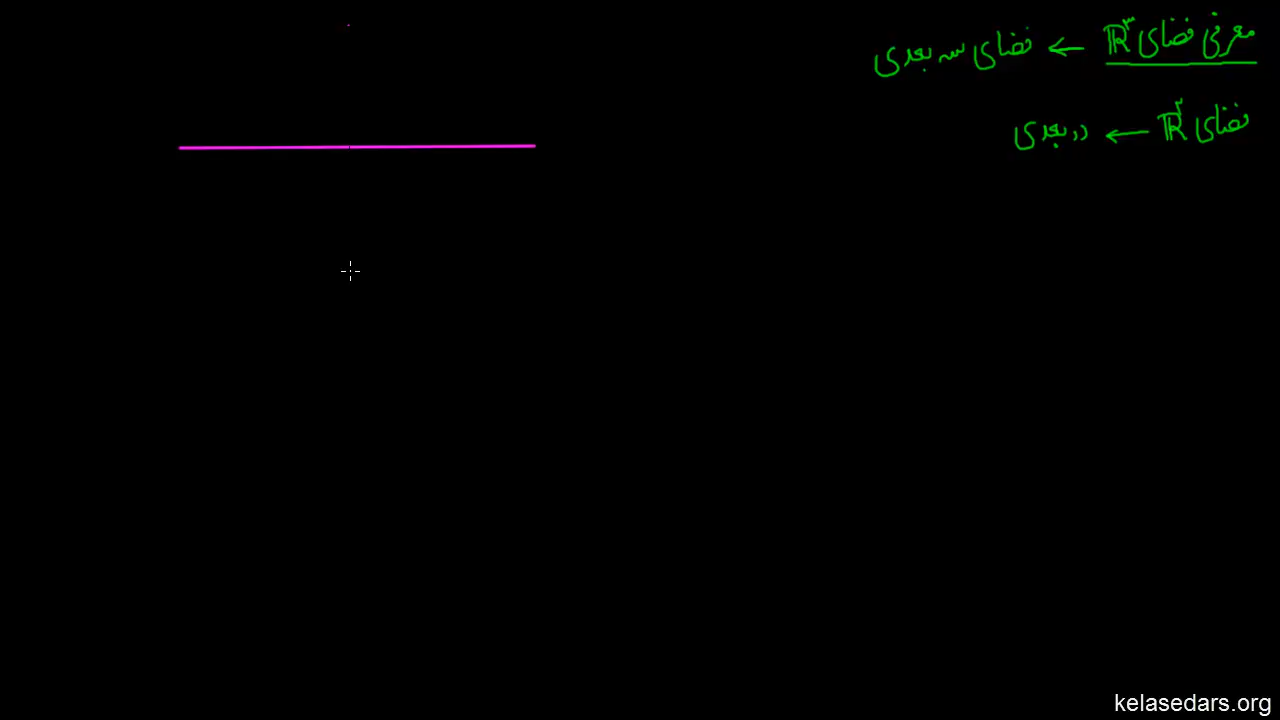 معرفی فضای ℝ³ ← فضای سه بعدی
فضای ℝ² ← دو بعدی
kelasedars.org